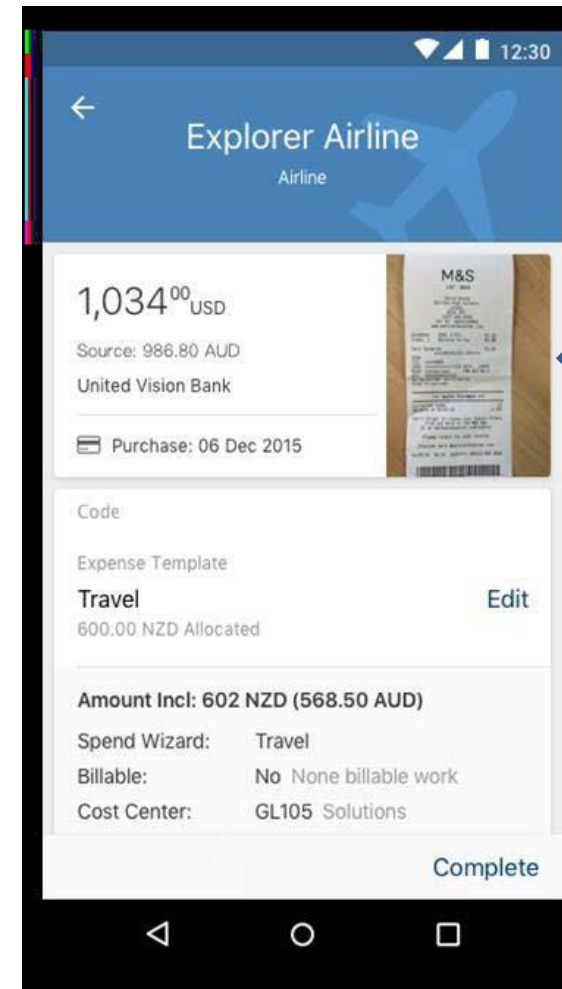 12:30
Explorer Airline
Airline
1,034⁰⁰USD
Source: 986.80 AUD
United Vision Bank
Purchase: 06 Dec 2015
M&S
Code
Expense Template
Travel
Edit
600.00 NZD Allocated
Amount Incl: 602 NZD (568.50 AUD)
Spend Wizard: Travel
Billable: No None billable work
Cost Center: GL105 Solutions
Complete